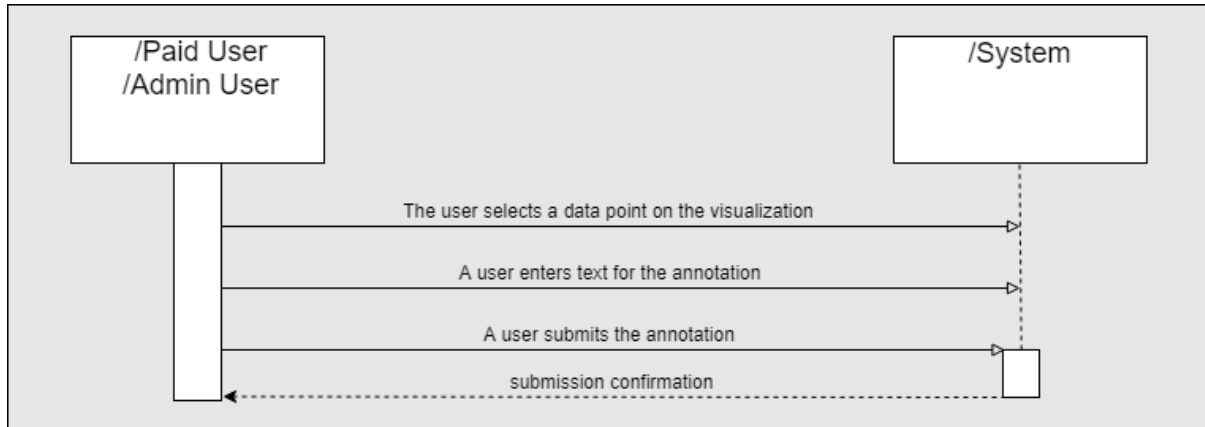 /Paid User
/Admin User
/System
The user selects a data point on the visualization
A user enters text for the annotation
A user submits the annotation
submission confirmation